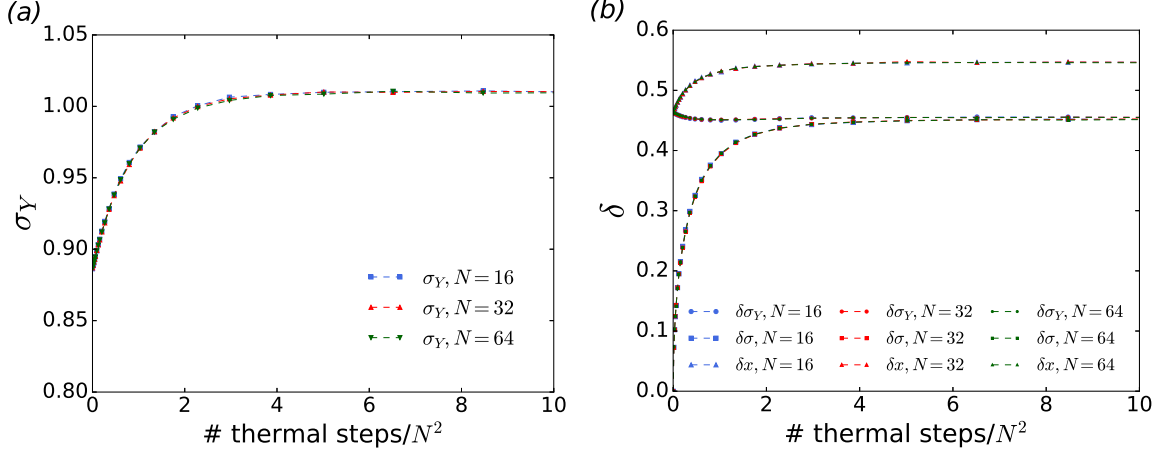 (a)
1.05
1.00
0.95
0.90
0.85
0.80
σ_Y
σ_Y, N = 16
σ_Y, N = 32
σ_Y, N = 64
0 2 4 6 8 10
# thermal steps/N²
(b)
0.6
0.5
0.4
0.3
0.2
0.1
0.0
δ
δσ_Y, N = 16 δσ_Y, N = 32 δσ_Y, N = 64
δσ, N = 16 δσ, N = 32 δσ, N = 64
δx, N = 16 δx, N = 32 δx, N = 64
0 2 4 6 8 10
# thermal steps/N²